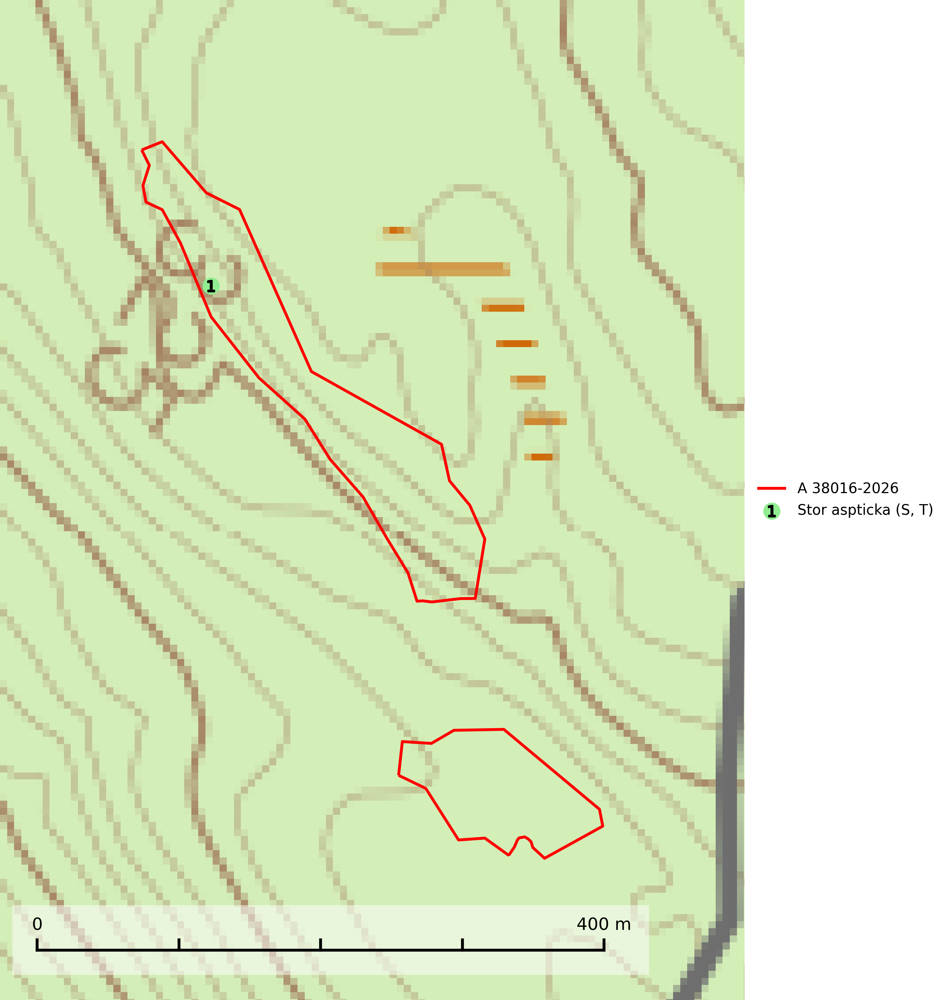 1
A 38016-2026
1 Stor aspticka (S, T)
0 400 m